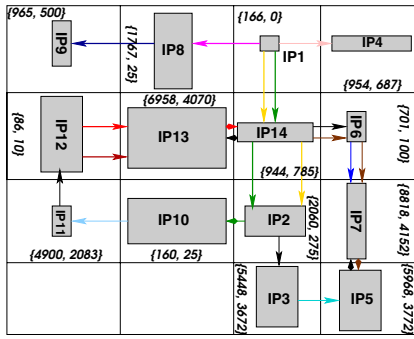 {965, 500}
{166, 0}
IP9
IP8
{1767, 25}
IP1
IP4
{6958, 4070}
{954, 687}
{86, 10}
IP12
IP13
IP14
IP6
{701, 100}
{944, 785}
IP11
IP10
IP2
{2060, 275}
IP7
{8818, 4152}
{4900, 2083}
{160, 25}
{5448, 3672}
IP3
IP5
{5968, 3772}